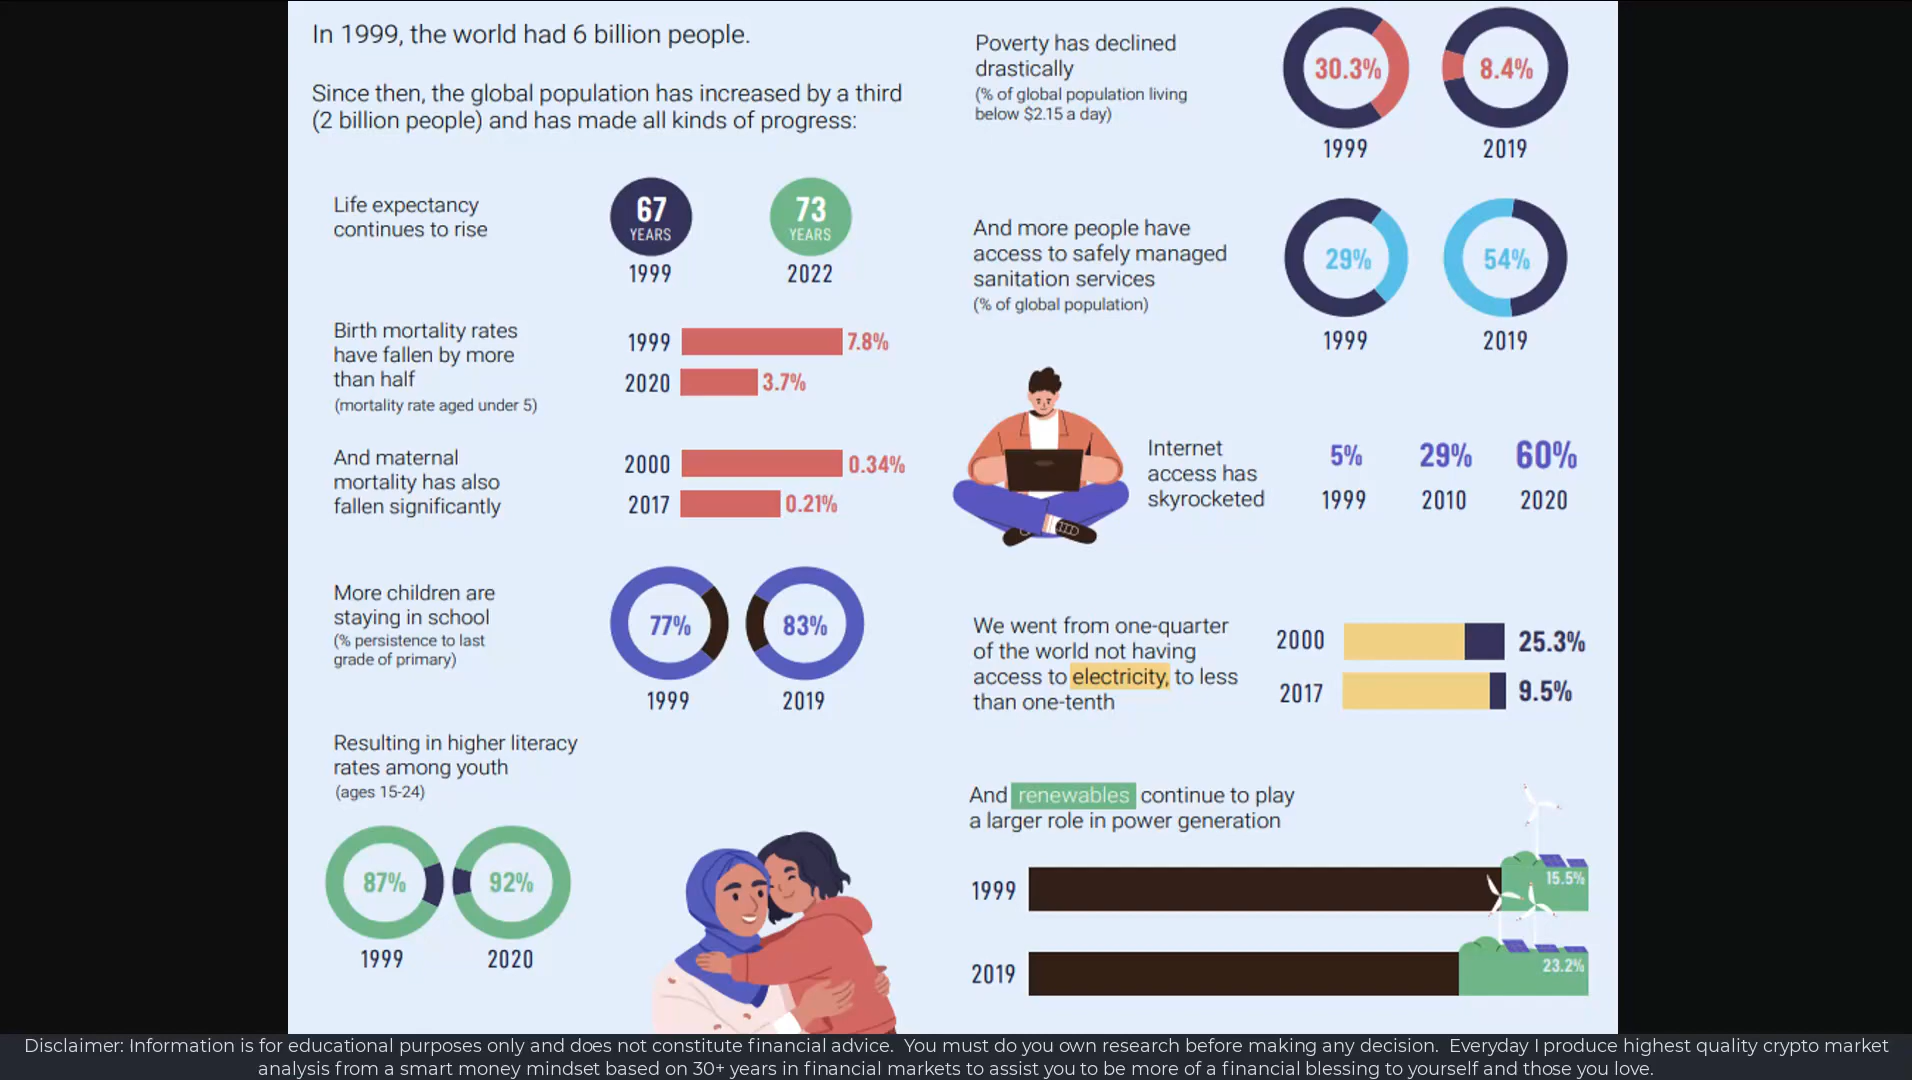 In 1999, the world had 6 billion people.
Since then, the global population has increased by a third
(2 billion people) and has made all kinds of progress:
Life expectancy
continues to rise
67
YEARS
1999
73
YEARS
2022
Birth mortality rates
have fallen by more
than half
(mortality rate aged under 5)
1999 7.8%
2020 3.7%
And maternal
mortality has also
fallen significantly
2000 0.34%
2017 0.21%
More children are
staying in school
(% persistence to last
grade of primary)
77% 83%
1999 2019
Resulting in higher literacy
rates among youth
(ages 15-24)
87% 92%
1999 2020
Poverty has declined
drastically
(% of global population living
below $2.15 a day)
30.3% 8.4%
1999 2019
And more people have
access to safely managed
sanitation services
(% of global population)
29% 54%
1999 2019
Internet
access has
skyrocketed
5% 29% 60%
1999 2010 2020
We went from one-quarter
of the world not having
access to electricity, to less
than one-tenth
2000 25.3%
2017 9.5%
And renewables continue to play
a larger role in power generation
1999 15.5%
2019 23.2%
Disclaimer: Information is for educational purposes only and does not constitute financial advice. You must do you own research before making any decision. Everyday I produce highest quality crypto market
analysis from a smart money mindset based on 30+ years in financial markets to assist you to be more of a financial blessing to yourself and those you love.